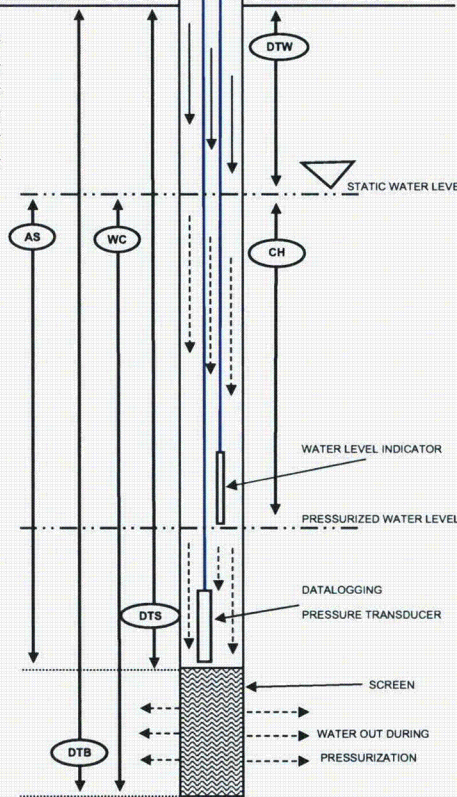 DTW
STATIC WATER LEVE
AS
WC
CH
WATER LEVEL INDICATOR
PRESSURIZED WATER LEVEL
DATALOGGING
PRESSURE TRANSDUCER
DTS
SCREEN
WATER OUT DURING
PRESSURIZATION
DTB